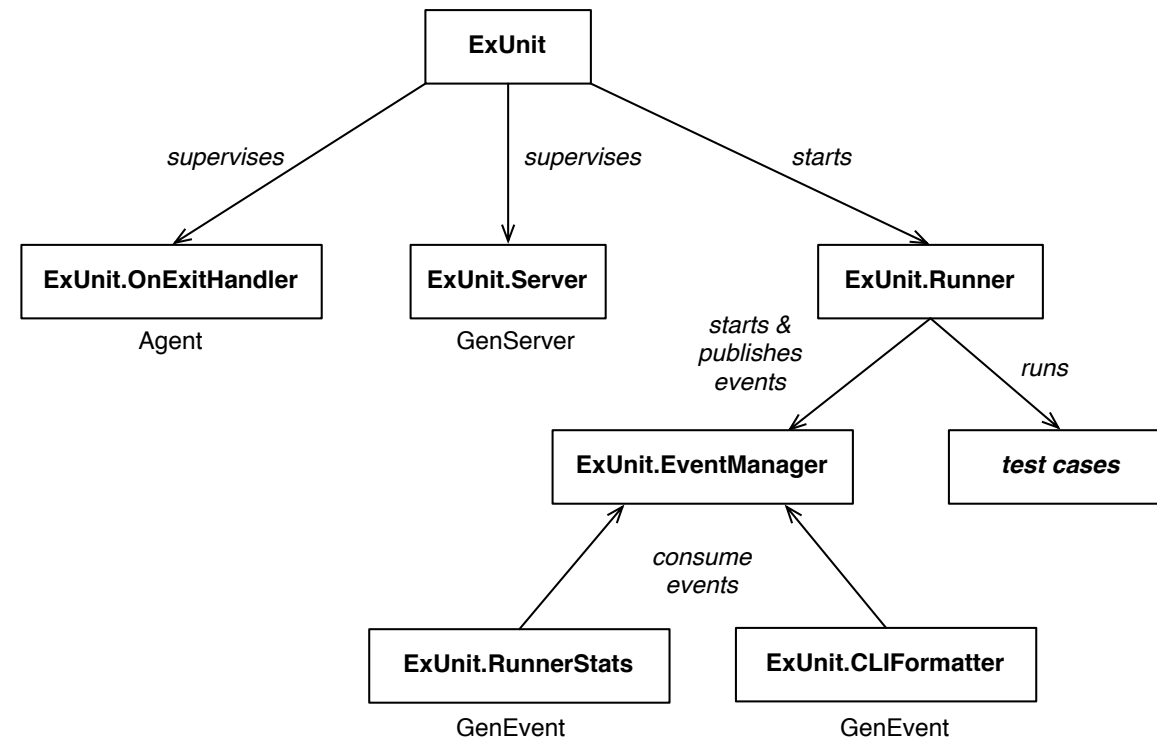 ExUnit
supervises
supervises
starts
ExUnit.OnExitHandler
ExUnit.Server
ExUnit.Runner
Agent
GenServer
starts &
publishes
events
runs
ExUnit.EventManager
test cases
consume
events
ExUnit.RunnerStats
ExUnit.CLIFormatter
GenEvent
GenEvent